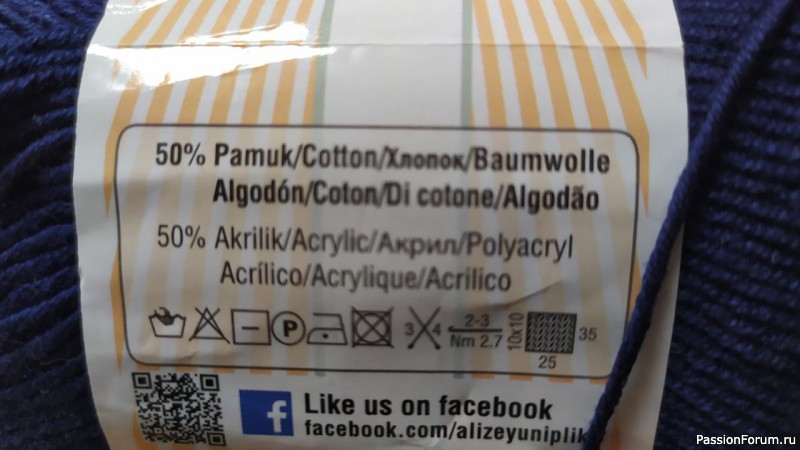 50% Pamuk/Cotton/Хлопок/Baumwolle
Algodón/Coton/Di cotone/Algodão
50% Akrilik/Acrylic/Акрил/Polyacryl
Acrílico/Acrylique/Acrilico
P 3 4 2-3 10x10 35
Nm 2.7 25
Like us on facebook
facebook.com/alizeyuniplik
PassionForum.ru